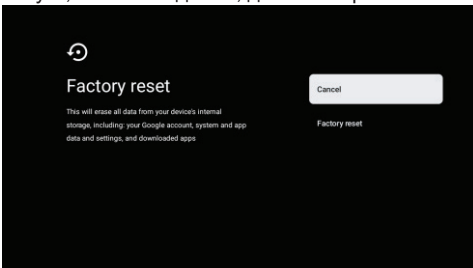 Factory reset
This will erase all data from your device's internal
storage, including: your Google account, system and app
data and settings, and downloaded apps
Cancel
Factory reset